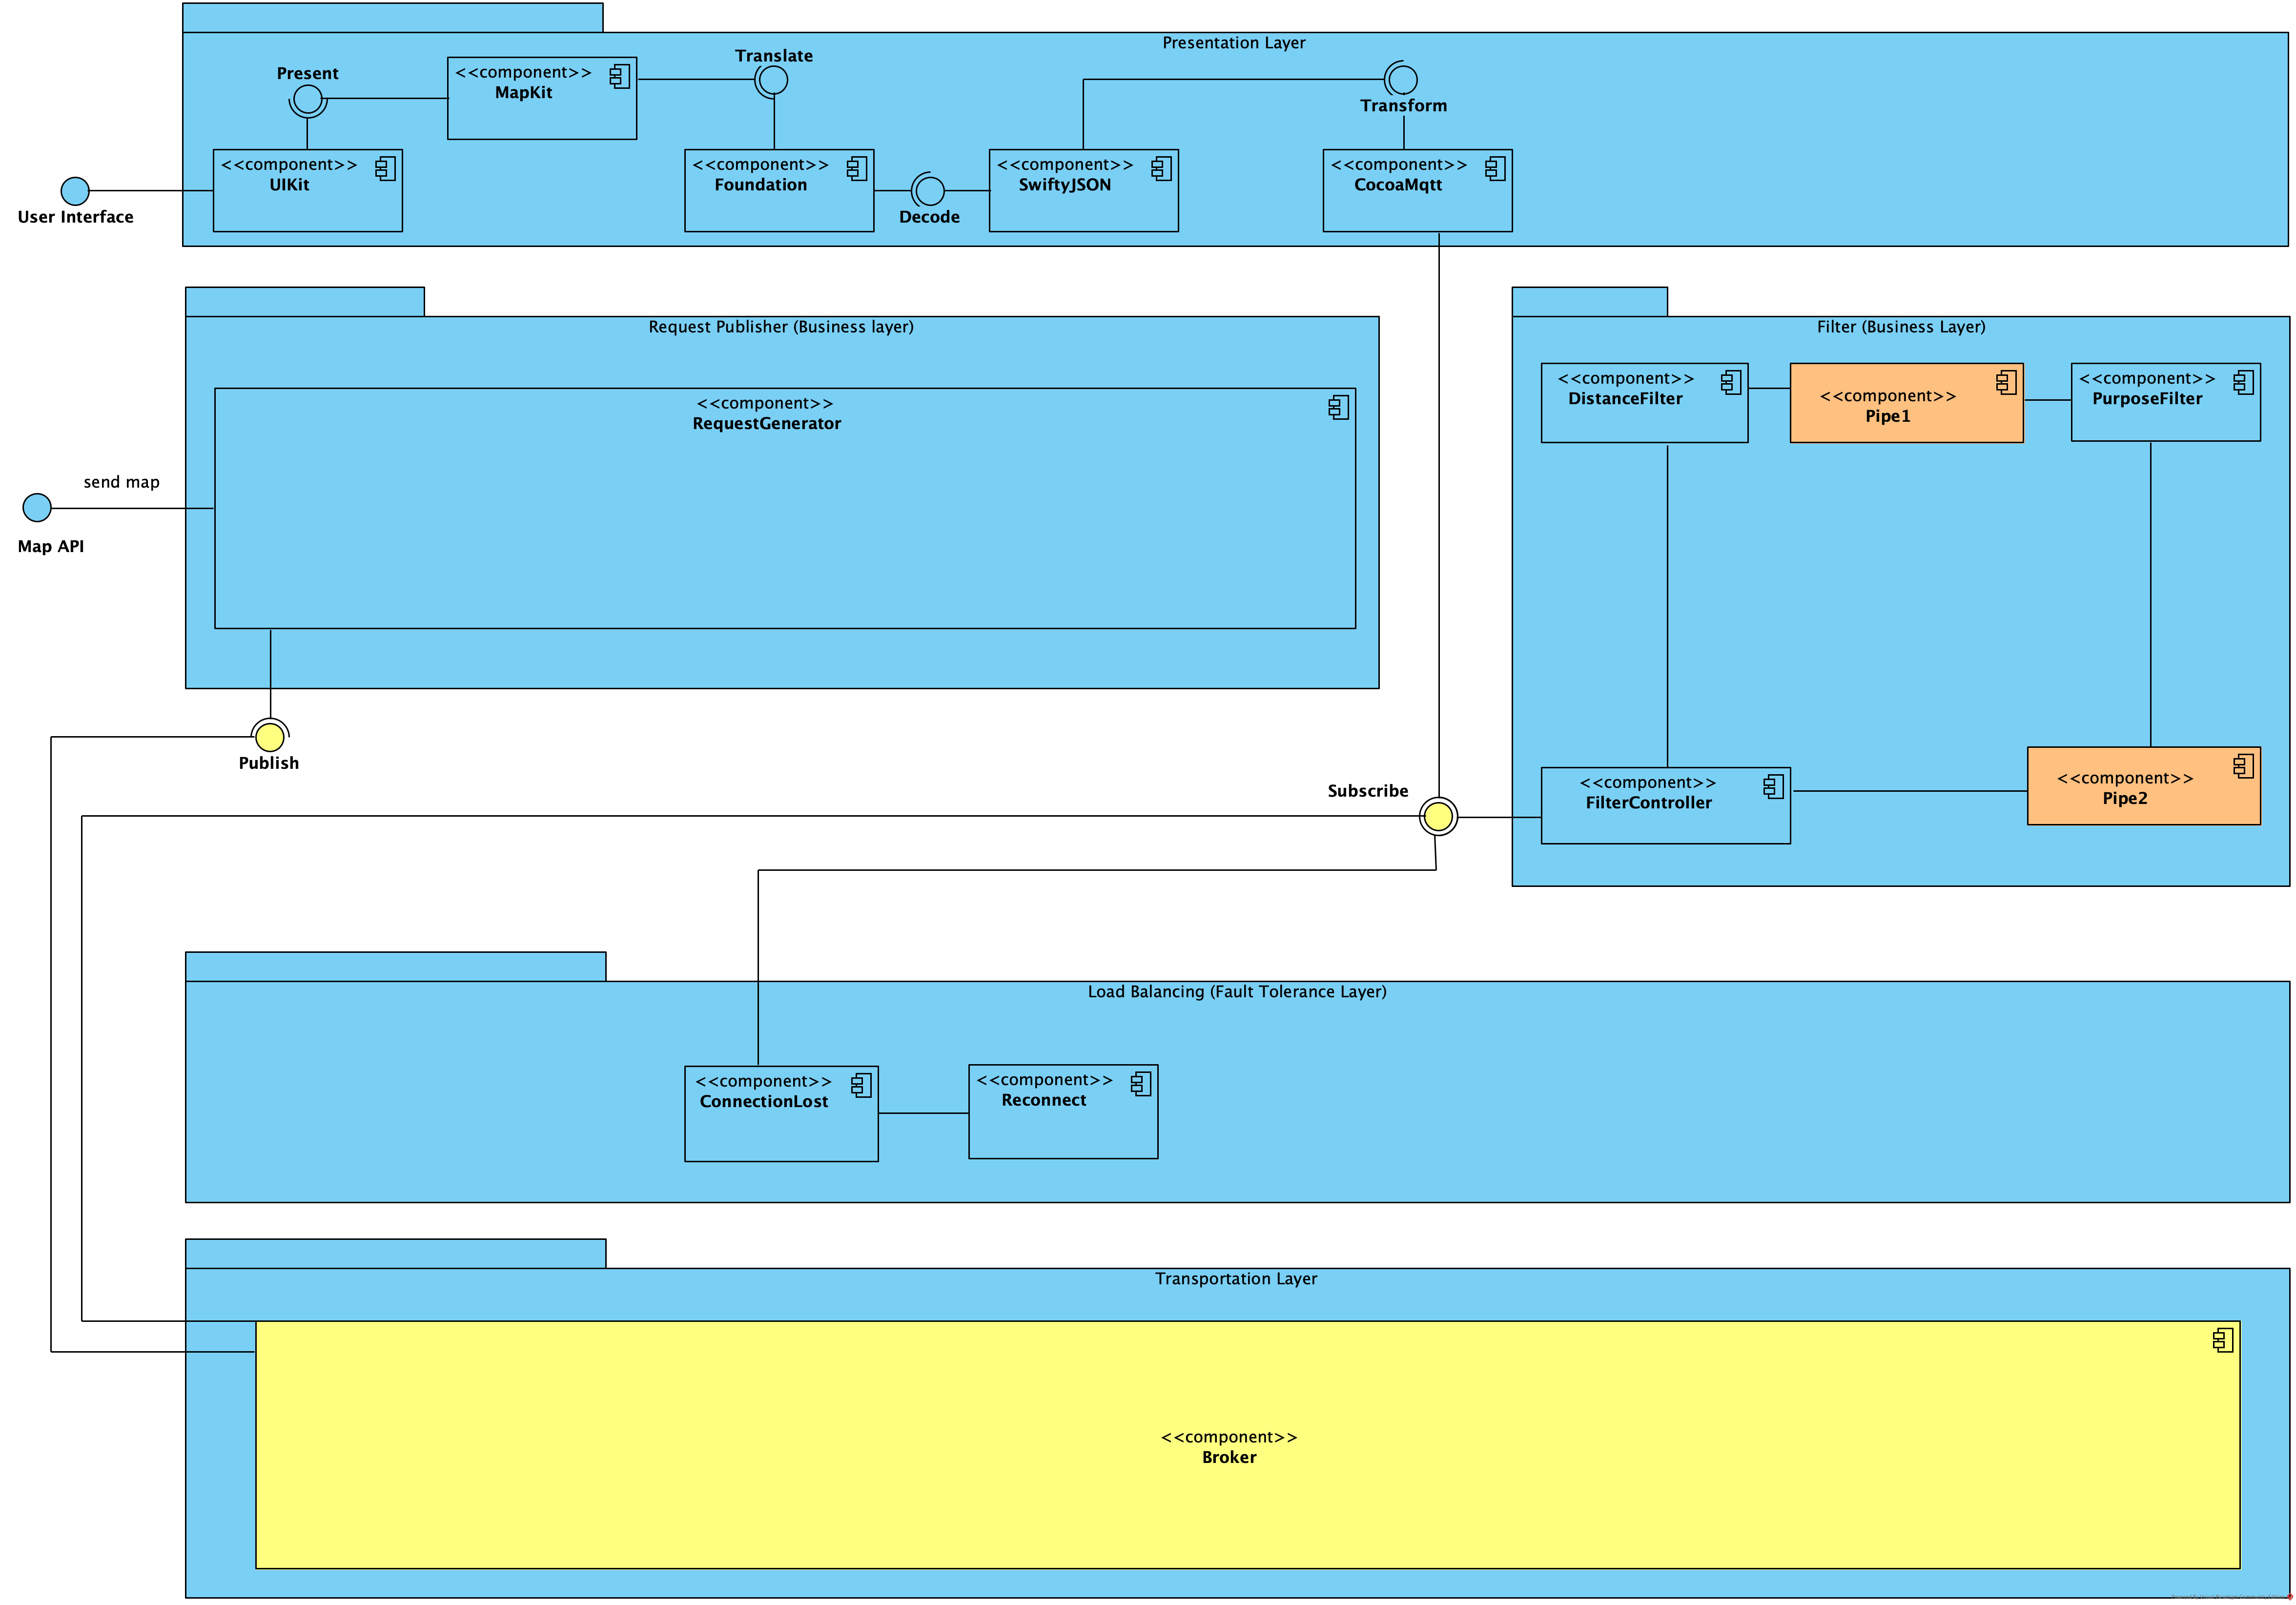 Presentation Layer
Present
<<component>>
MapKit
Translate
Transform
User Interface
<<component>>
UIKit
<<component>>
Foundation
Decode
<<component>>
SwiftyJSON
<<component>>
CocoaMqtt
Request Publisher (Business layer)
<<component>>
RequestGenerator
send map
Map API
Publish
Filter (Business Layer)
<<component>>
DistanceFilter
<<component>>
Pipe1
<<component>>
PurposeFilter
Subscribe
<<component>>
FilterController
<<component>>
Pipe2
Load Balancing (Fault Tolerance Layer)
<<component>>
ConnectionLost
<<component>>
Reconnect
Transportation Layer
<<component>>
Broker